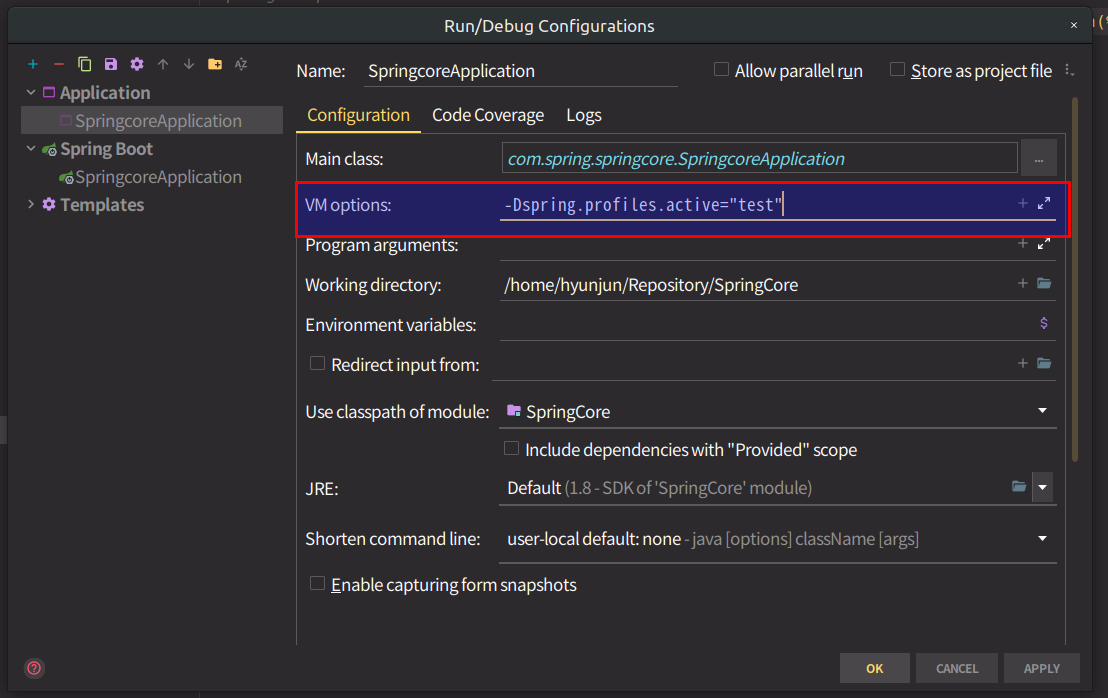 Run/Debug Configurations
Name: SpringcoreApplication
Allow parallel run
Store as project file
Application
SpringcoreApplication
Spring Boot
SpringcoreApplication
Templates
Configuration Code Coverage Logs
Main class: com.spring.springcore.SpringcoreApplication ...
VM options: -Dspring.profiles.active="test"
Program arguments:
Working directory: /home/hyunjun/Repository/SpringCore
Environment variables: $
Redirect input from:
Use classpath of module: SpringCore
Include dependencies with "Provided" scope
JRE: Default (1.8 - SDK of 'SpringCore' module)
Shorten command line: user-local default: none - java [options] className [args]
Enable capturing form snapshots
? OK CANCEL APPLY